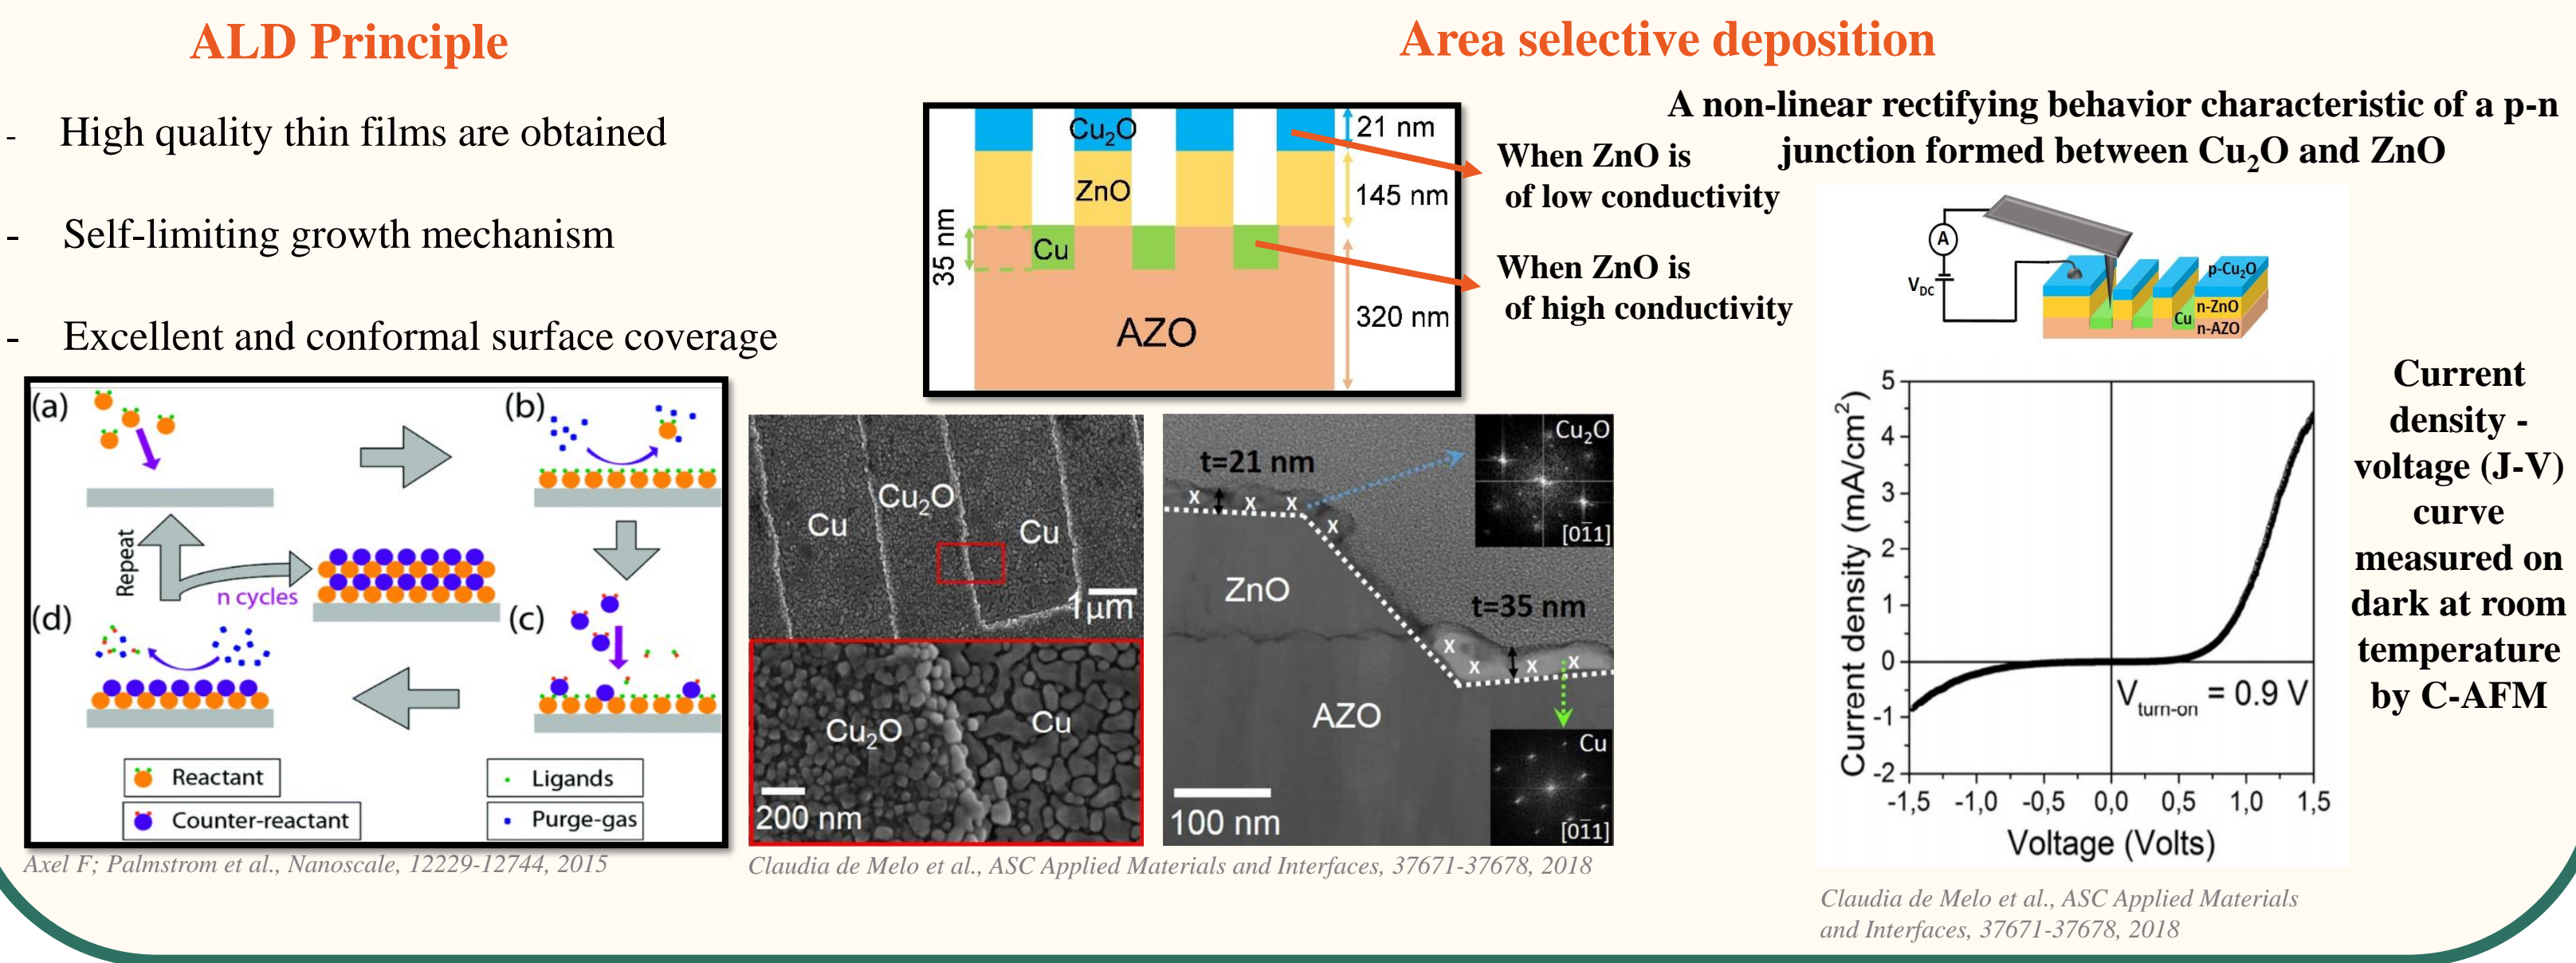 ALD Principle
- High quality thin films are obtained
- Self-limiting growth mechanism
- Excellent and conformal surface coverage
(a)
(b)
Repeat
n cycles
(d)
(c)
Reactant
Ligands
Counter-reactant
Purge-gas
Axel F; Palmstrom et al., Nanoscale, 12229-12744, 2015
Area selective deposition
Cu₂O
21 nm
ZnO
145 nm
35 nm
Cu
320 nm
AZO
When ZnO is
of low conductivity
When ZnO is
of high conductivity
Cu₂O
Cu
Cu
1µm
Cu₂O
Cu
200 nm
Cu₂O
t=21 nm
[01̅1]
ZnO
t=35 nm
AZO
Cu
100 nm
[01̅1]
Claudia de Melo et al., ASC Applied Materials and Interfaces, 37671-37678, 2018
A non-linear rectifying behavior characteristic of a p-n
junction formed between Cu₂O and ZnO
A
V_DC
p-Cu₂O
n-ZnO
Cu
n-AZO
Current density (mA/cm²)
5
4
3
2
1
0
-1
-2
V_turn-on = 0.9 V
-1,5 -1,0 -0,5 0,0 0,5 1,0 1,5
Voltage (Volts)
Current
density -
voltage (J-V)
curve
measured on
dark at room
temperature
by C-AFM
Claudia de Melo et al., ASC Applied Materials
and Interfaces, 37671-37678, 2018